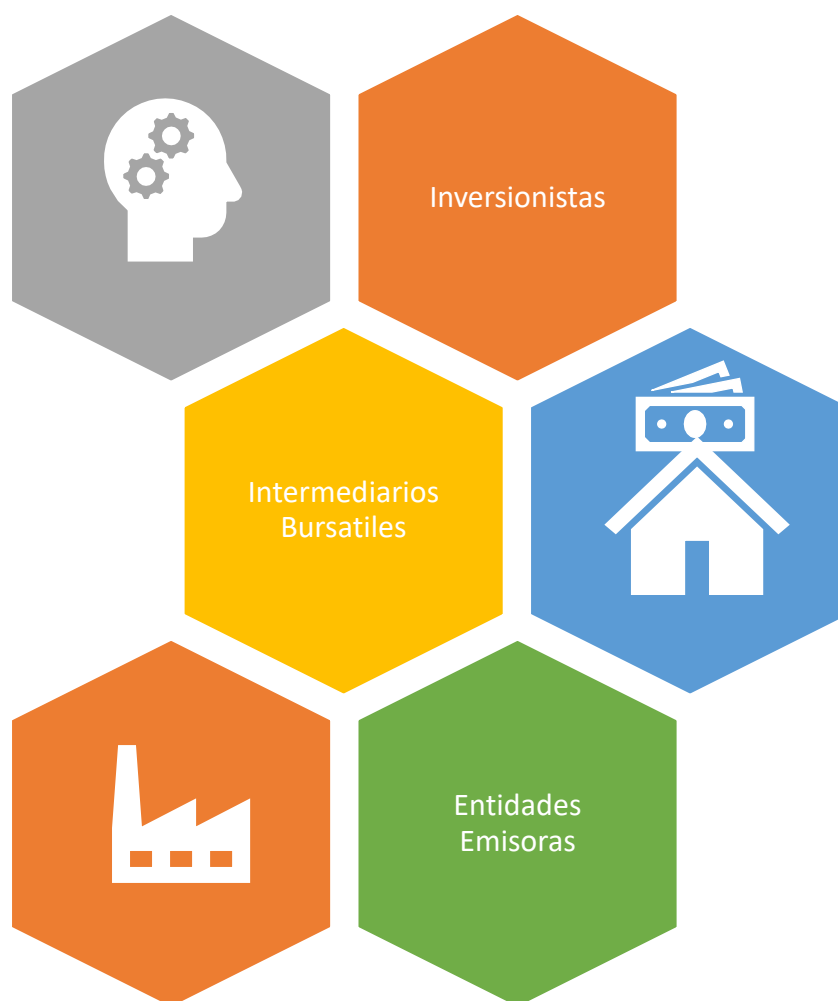 Inversionistas
Intermediarios
Bursatiles
Entidades
Emisoras